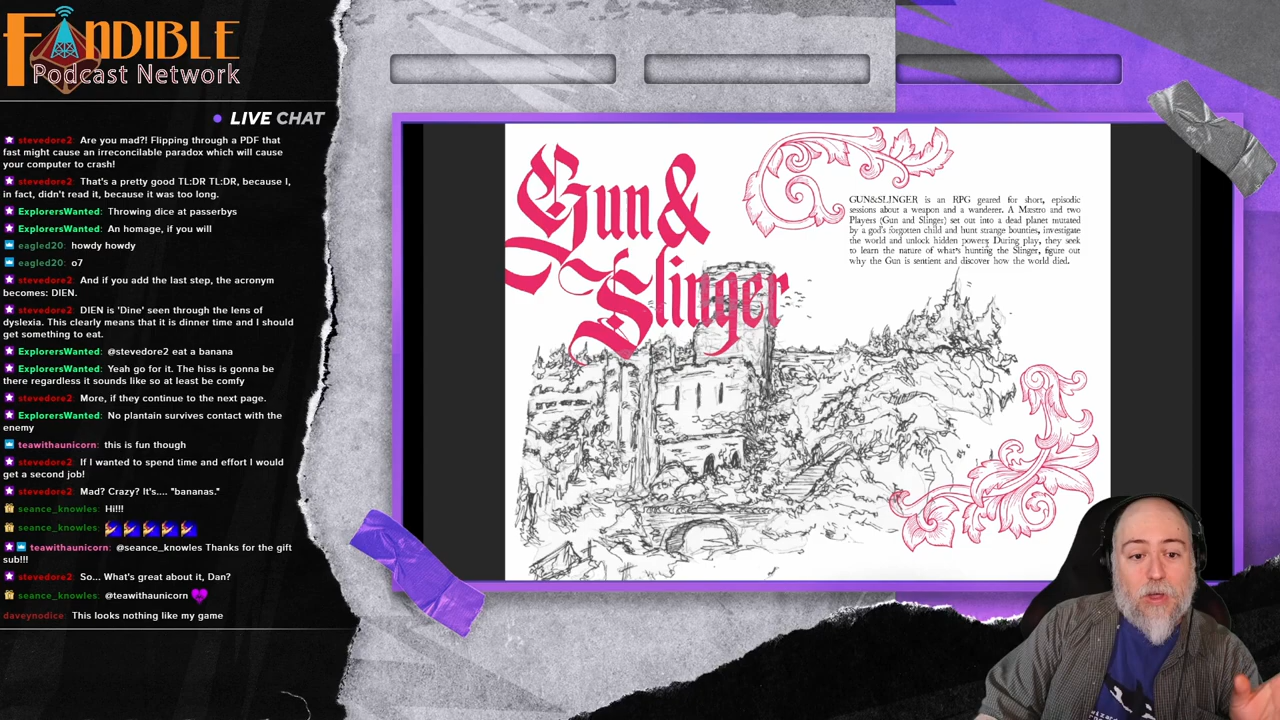 FANDIBLE
Podcast Network
LIVE CHAT
stevedore2: Are you mad?! Flipping through a PDF that
fast might cause an irreconcilable paradox which will cause
your computer to crash!
stevedore2: That's a pretty good TL:DR TL:DR, because I,
in fact, didn't read it, because it was too long.
ExplorersWanted: Throwing dice at passerbys
ExplorersWanted: An homage, if you will
eagled20: howdy howdy
eagled20: o7
stevedore2: And if you add the last step, the acronym
becomes: DIEN.
stevedore2: DIEN is 'Dine' seen through the lens of
dyslexia. This clearly means that it is dinner time and I should
get something to eat.
ExplorersWanted: @stevedore2 eat a banana
ExplorersWanted: Yeah go for it. The hiss is gonna be
there regardless it sounds like so at least be comfy
stevedore2: More, if they continue to the next page.
ExplorersWanted: No plantain survives contact with the
enemy
teawithaunicorn: this is fun though
stevedore2: If I wanted to spend time and effort I would
get a second job!
stevedore2: Mad? Crazy? It's.... "bananas."
seance_knowles: Hi!!!
seance_knowles:
teawithaunicorn: @seance_knowles Thanks for the gift
sub!!!
stevedore2: So... What's great about it, Dan?
seance_knowles: @teawithaunicorn
daveynodice: This looks nothing like my game
Gun &
Slinger
GUN&SLINGER is an RPG geared for short, episodic
sessions about a weapon and a wanderer. A Mæstro and two
Players (Gun and Slinger) set out into a dead planet mutated
by a god's forgotten child and hunt strange bounties, investigate
the world and unlock hidden powers. During play, they seek
to learn the nature of what's hunting the Slinger, figure out
why the Gun is sentient and discover how the world died.